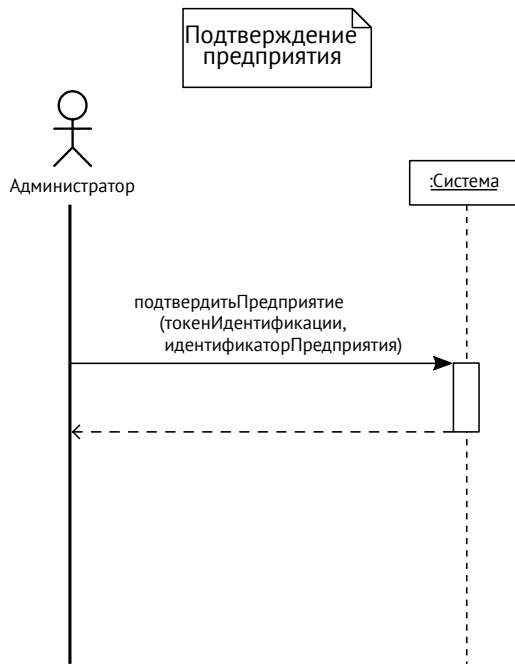 Подтверждение
предприятия
Администратор
:Система
подтвердитьПредприятие
(токенИдентификации,
идентификаторПредприятия)